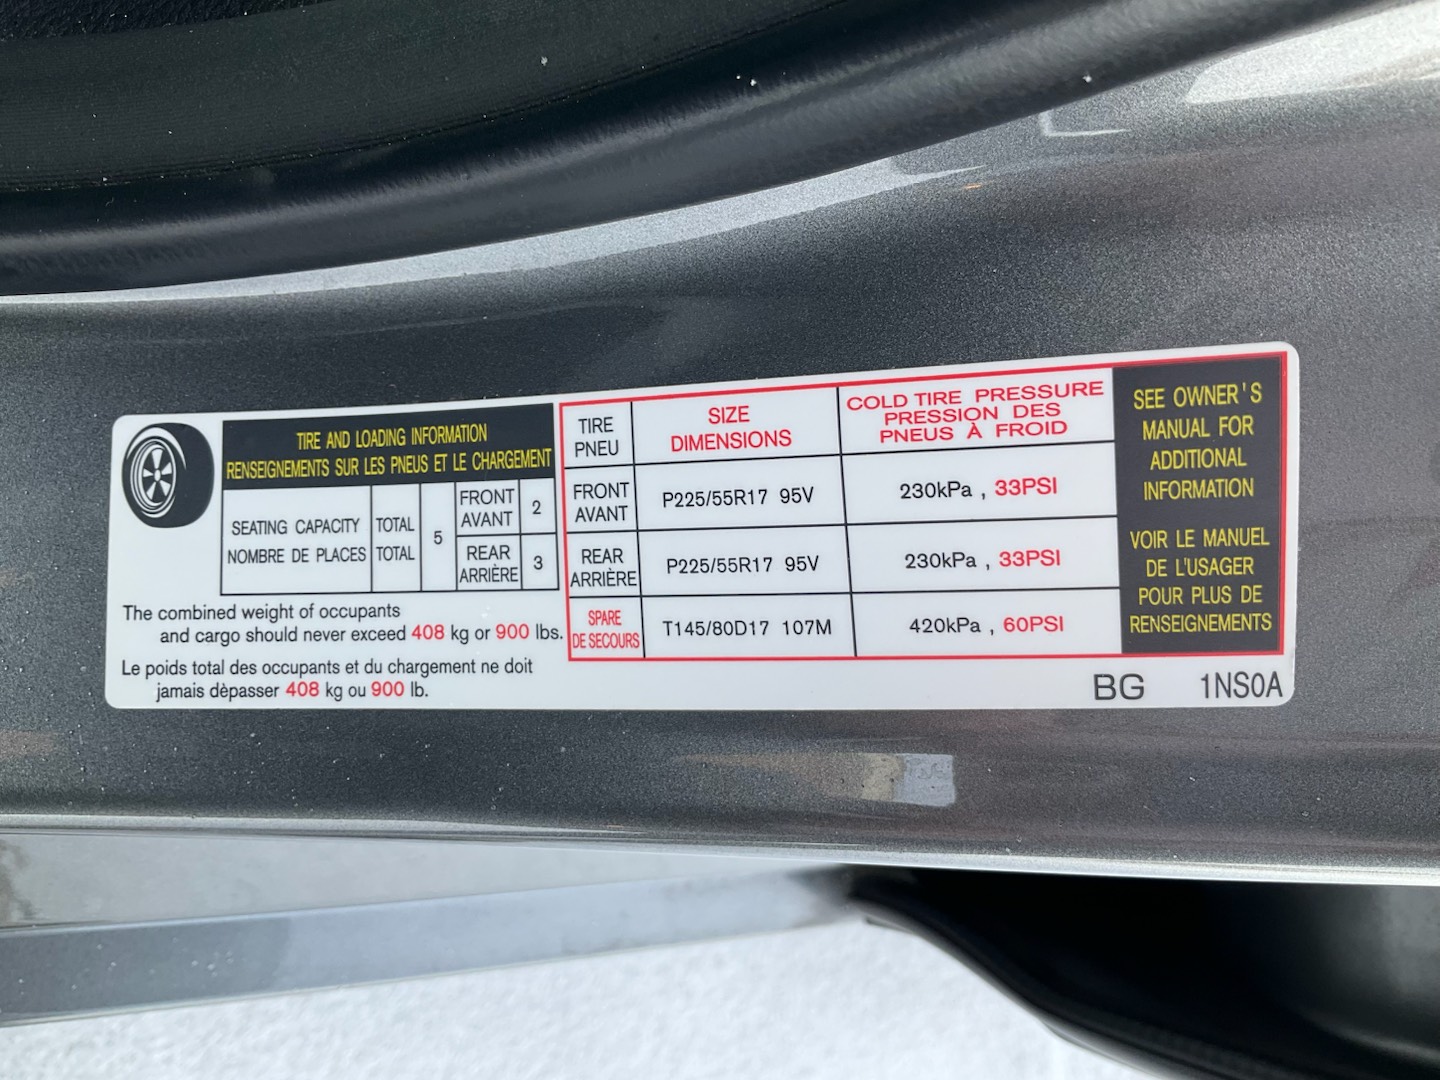 TIRE AND LOADING INFORMATION
RENSEIGNEMENTS SUR LES PNEUS ET LE CHARGEMENT
SEATING CAPACITY
NOMBRE DE PLACES
TOTAL
TOTAL
5
FRONT
AVANT
2
REAR
ARRIÈRE
3
The combined weight of occupants
and cargo should never exceed 408 kg or 900 lbs.
Le poids total des occupants et du chargement ne doit
jamais dèpasser 408 kg ou 900 lb.
TIRE
PNEU
SIZE
DIMENSIONS
COLD TIRE PRESSURE
PRESSION DES
PNEUS À FROID
FRONT
AVANT
P225/55R17 95V
230kPa , 33PSI
REAR
ARRIÈRE
P225/55R17 95V
230kPa , 33PSI
SPARE
DE SECOURS
T145/80D17 107M
420kPa , 60PSI
SEE OWNER'S
MANUAL FOR
ADDITIONAL
INFORMATION
VOIR LE MANUEL
DE L'USAGER
POUR PLUS DE
RENSEIGNEMENTS
BG 1NS0A